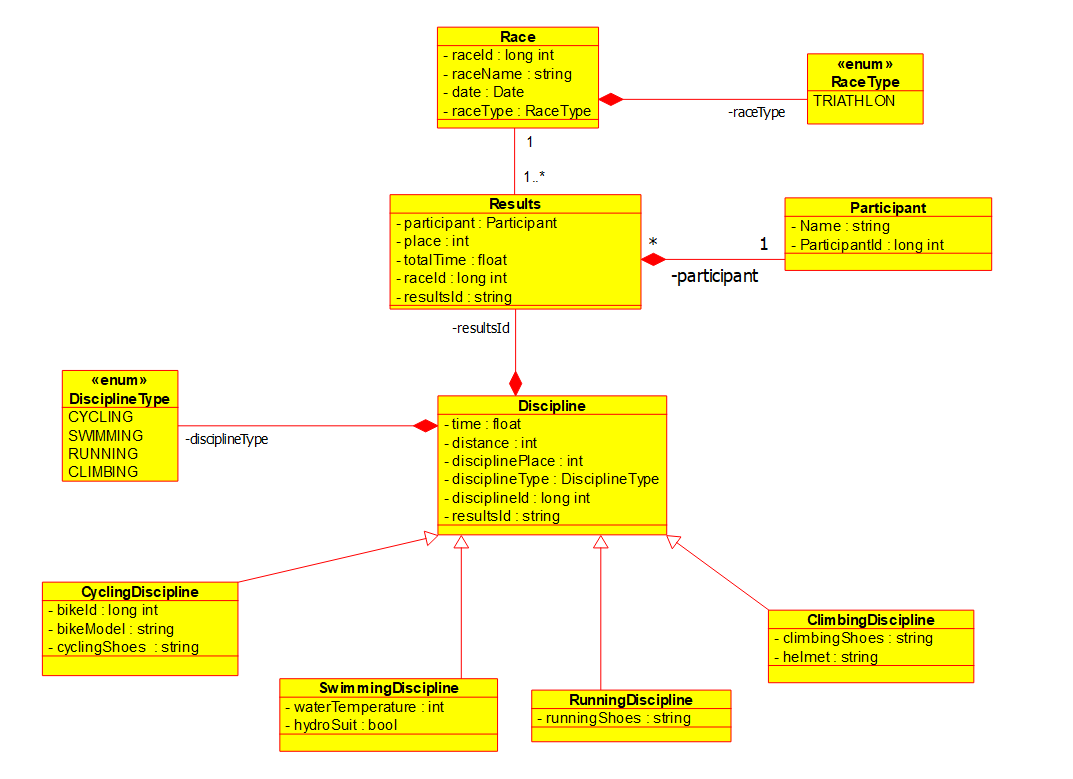 Race
- raceId : long int
- raceName : string
- date : Date
- raceType : RaceType
«enum»
RaceType
TRIATHLON
-raceType
1
1..*
Results
- participant : Participant
- place : int
- totalTime : float
- raceId : long int
- resultsId : string
*
1
-participant
Participant
- Name : string
- ParticipantId : long int
-resultsId
«enum»
DisciplineType
CYCLING
SWIMMING
RUNNING
CLIMBING
-disciplineType
Discipline
- time : float
- distance : int
- disciplinePlace : int
- disciplineType : DisciplineType
- disciplineId : long int
- resultsId : string
CyclingDiscipline
- bikeId : long int
- bikeModel : string
- cyclingShoes : string
SwimmingDiscipline
- waterTemperature : int
- hydroSuit : bool
RunningDiscipline
- runningShoes : string
ClimbingDiscipline
- climbingShoes : string
- helmet : string